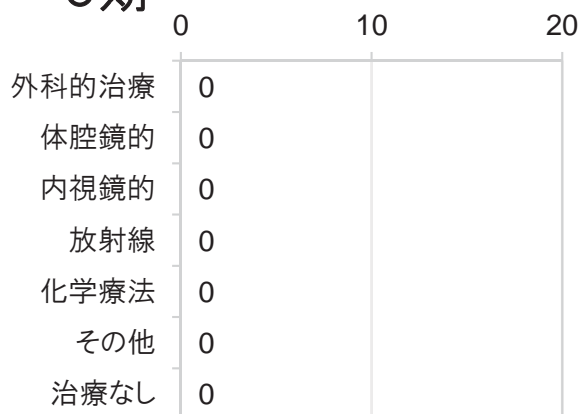 期
0 10 20
外科的治療 0
体腔鏡的 0
内視鏡的 0
放射線 0
化学療法 0
その他 0
治療なし 0